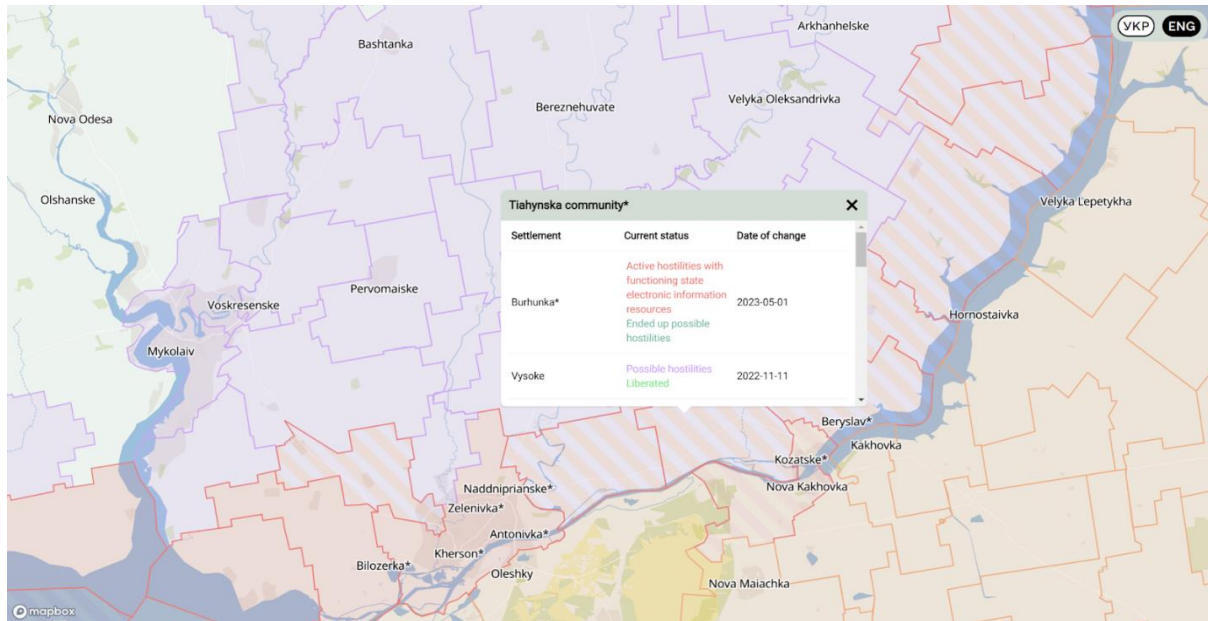 Arkhanhelske
УКР ENG
Bashtanka
Velyka Oleksandrivka
Bereznehuvate
Nova Odesa
Olshanske
Velyka Lepetykha
Tiahynska community*
Settlement Current status Date of change
Burhunka*
Active hostilities with
functioning state
electronic information
resources
Ended up possible
hostilities
2023-05-01
Vysoke
Possible hostilities
Liberated
2022-11-11
Pervomaiske
Voskresenske
Hornostaivka
Mykolaiv
Beryslav*
Kakhovka
Kozatske*
Nova Kakhovka
Naddniprianske*
Zelenivka*
Antonivka*
Kherson*
Bilozerka*
Oleshky
Nova Maiachka
mapbox